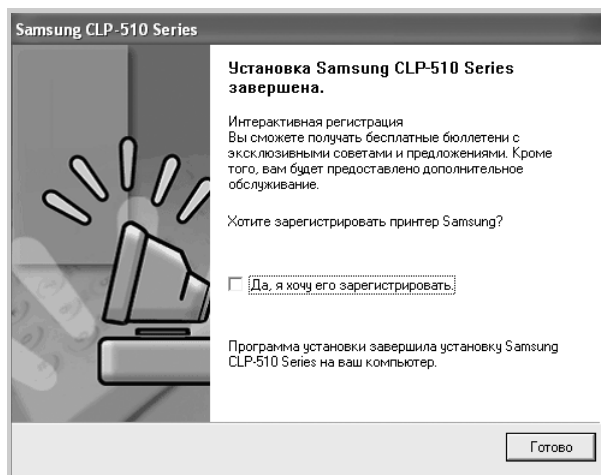 Samsung CLP-510 Series
Установка Samsung CLP-510 Series
завершена.
Интерактивная регистрация
Вы сможете получать бесплатные бюллетени с
эксклюзивными советами и предложениями. Кроме
того, вам будет предоставлено дополнительное
обслуживание.
Хотите зарегистрировать принтер Samsung?
Да, я хочу его зарегистрировать.
Программа установки завершила установку Samsung
CLP-510 Series на ваш компьютер.
Готово